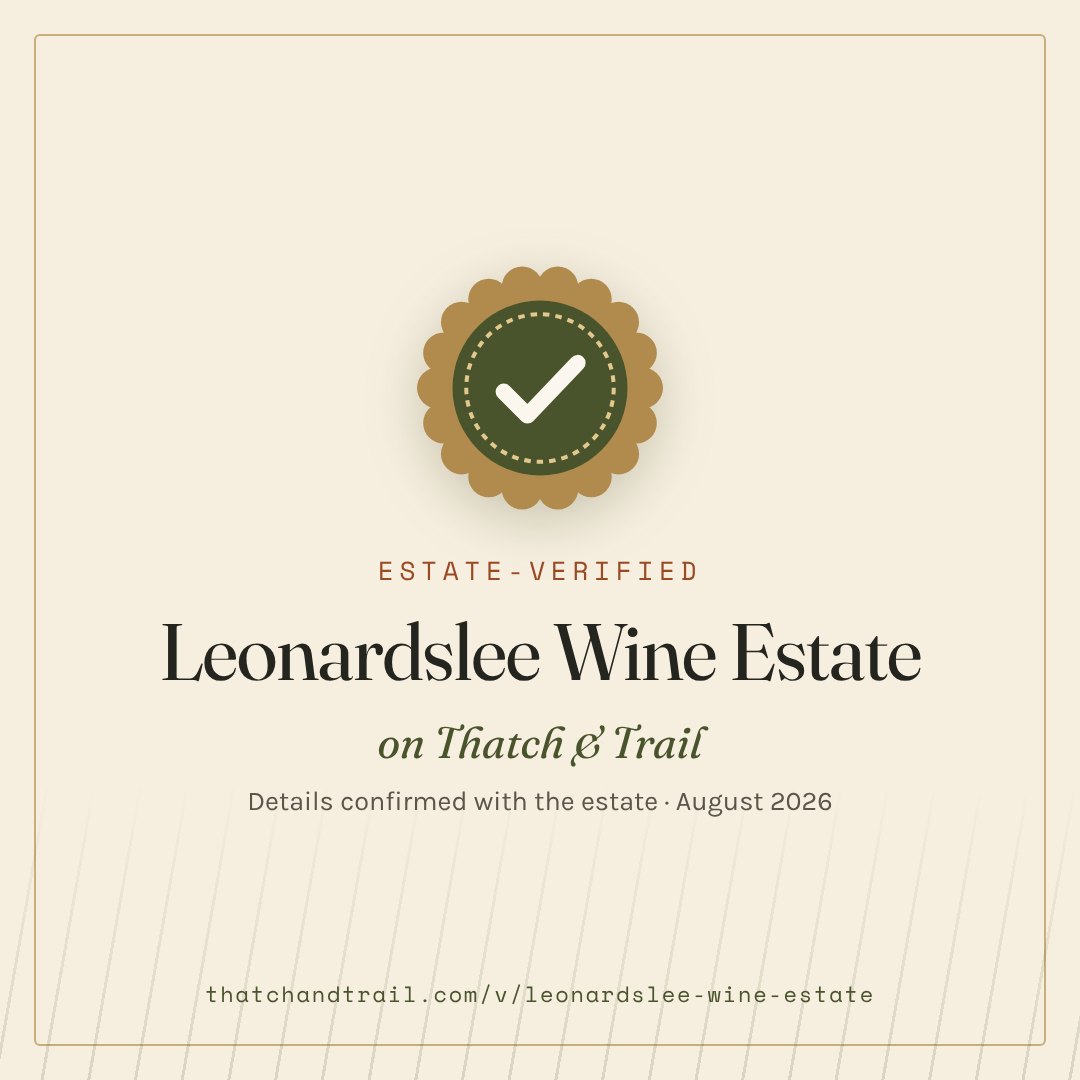 ESTATE-VERIFIED
Leonardslee Wine Estate
on Thatch & Trail
Details confirmed with the estate · August 2026
thatchandtrail.com/v/leonardslee-wine-estate